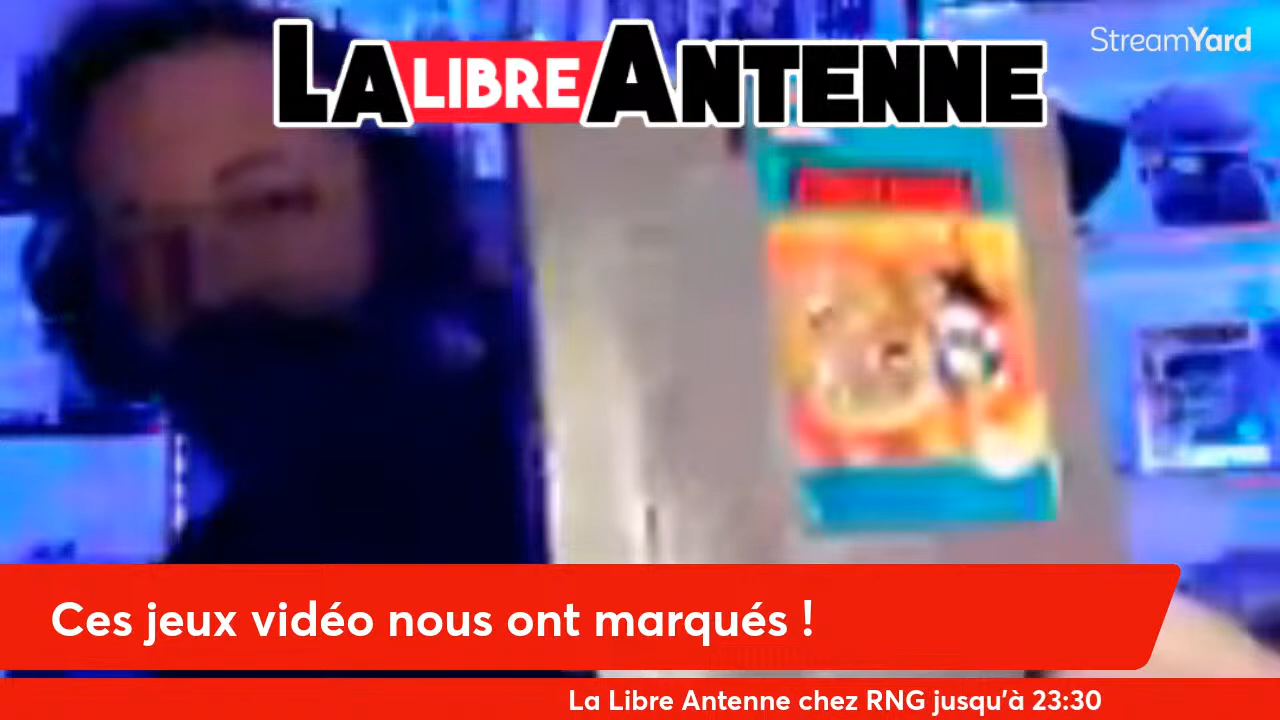 LA LIBRE ANTENNE
StreamYard
Ces jeux vidéo nous ont marqués !
La Libre Antenne chez RNG jusqu'à 23:30